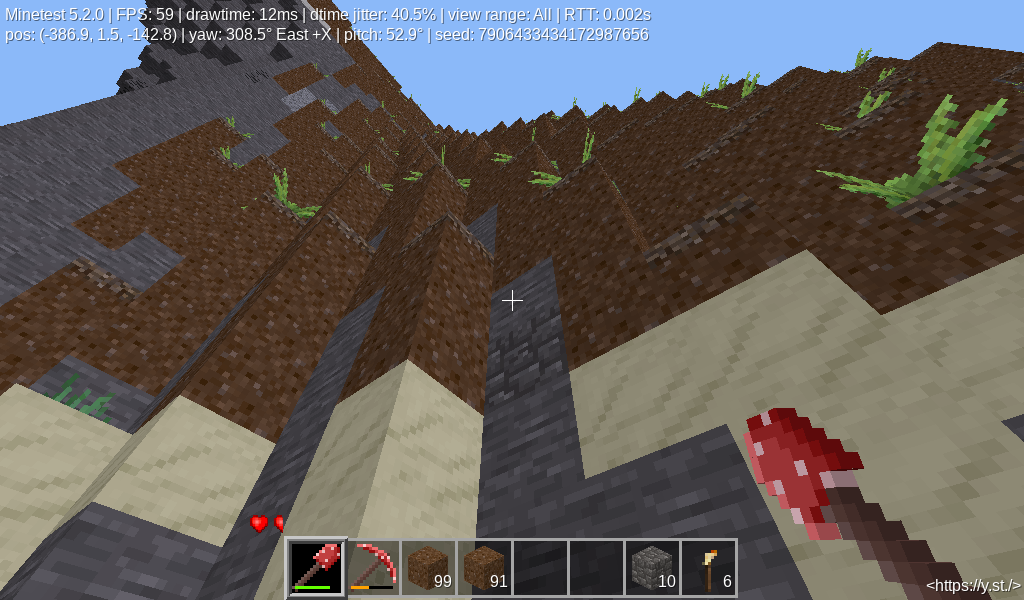 Minetest 5.2.0 | FPS: 59 | drawtime: 12ms | dtime jitter: 40.5% | view range: All | RTT: 0.002s
pos: (-386.9, 1.5, -142.8) | yaw: 308.5° East +X | pitch: 52.9° | seed: 7906433434172987656
99 91 10 6
<https://y.st./>